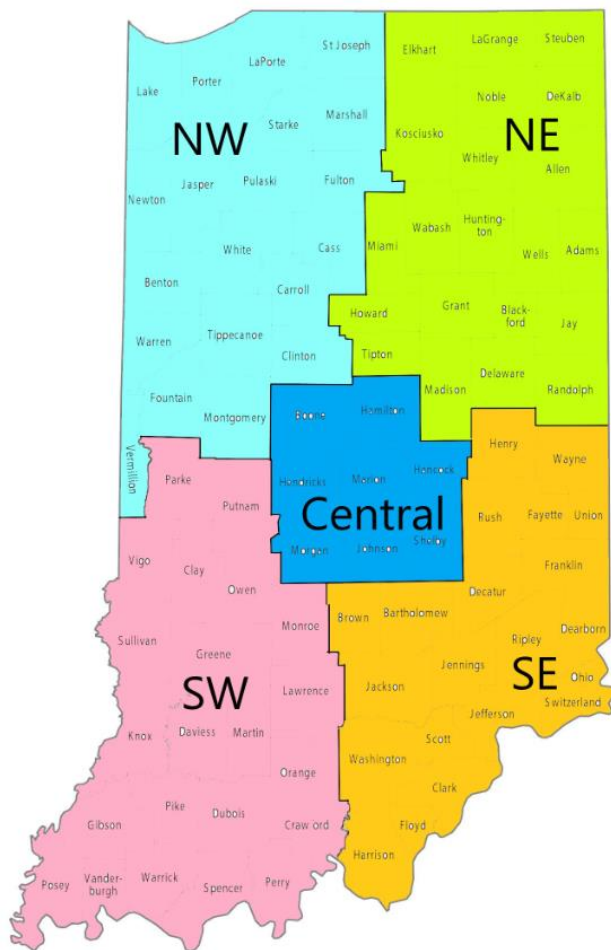 St Joseph
LaGrange
Steuben
Elkhart
LaPorte
Porter
Lake
Noble
DeKalb
Marshall
Starke
Kosciusko
NW
NE
Whitley
Allen
Jasper
Pulaski
Fulton
Newton
Hunting-
ton
Wabash
Miami
White
Cass
Wells
Adams
Benton
Carroll
Grant
Black-
ford
Howard
Jay
Warren
Tippecanoe
Clinton
Tipton
Delaware
Madison
Randolph
Fountain
Montgomery
Boone
Hamilton
Henry
Wayne
Vermillion
Parke
Hendricks
Marion
Hancock
Putnam
Central
Rush
Fayette
Union
Morgan
Johnson
Shelby
Vigo
Clay
Franklin
Owen
Decatur
Brown
Bartholomew
Monroe
Dearborn
Sullivan
Greene
Ripley
Jennings
SW
SE
Ohio
Lawrence
Jackson
Switzerland
Jefferson
Knox
Daviess
Martin
Scott
Washington
Orange
Clark
Pike
Dubois
Gibson
Craw ord
Floyd
Harrison
Posey
Vander-
burgh
Warrick
Spencer
Perry